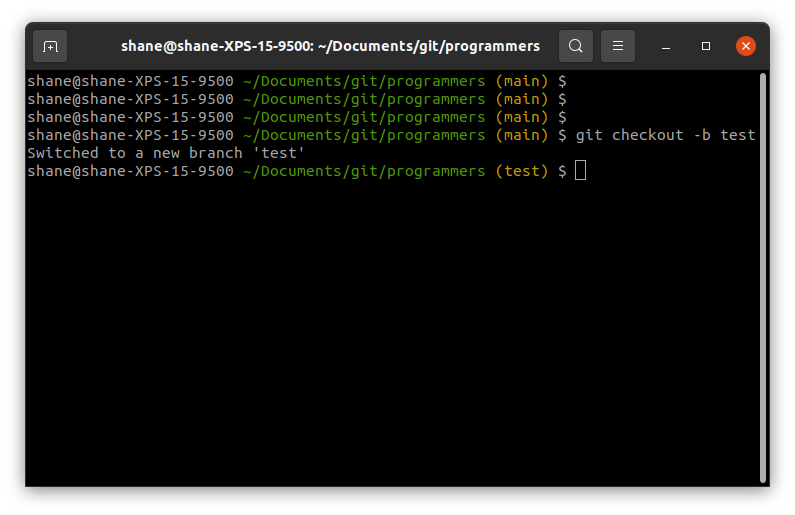 shane@shane-XPS-15-9500: ~/Documents/git/programmers
shane@shane-XPS-15-9500 ~/Documents/git/programmers (main) $
shane@shane-XPS-15-9500 ~/Documents/git/programmers (main) $
shane@shane-XPS-15-9500 ~/Documents/git/programmers (main) $
shane@shane-XPS-15-9500 ~/Documents/git/programmers (main) $ git checkout -b test
Switched to a new branch 'test'
shane@shane-XPS-15-9500 ~/Documents/git/programmers (test) $